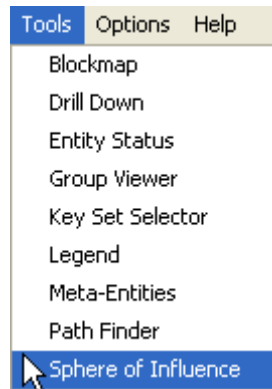 Tools Options Help
Blockmap
Drill Down
Entity Status
Group Viewer
Key Set Selector
Legend
Meta-Entities
Path Finder
Sphere of Influence